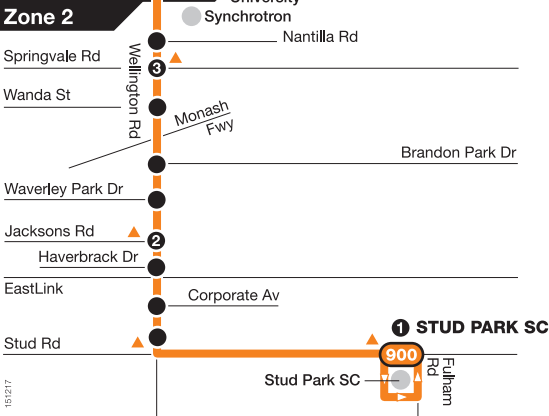 University
Zone 2
Synchrotron
Nantilla Rd
Springvale Rd
3
Wellington Rd
Wanda St
Monash
Fwy
Brandon Park Dr
Waverley Park Dr
Jacksons Rd
2
Haverbrack Dr
EastLink
Corporate Av
1 STUD PARK SC
Stud Rd
900
Fulham
Rd
Stud Park SC
151217